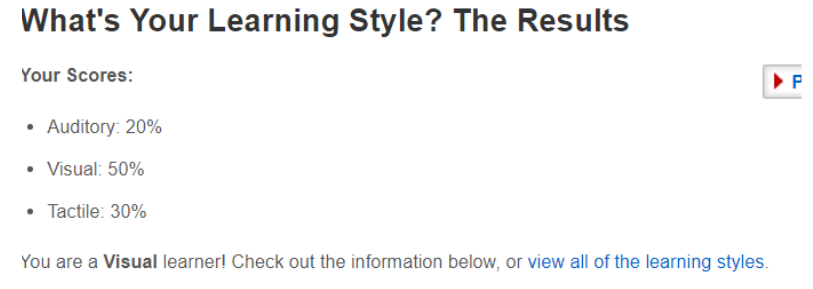 What's Your Learning Style? The Results
Your Scores:
P
• Auditory: 20%
• Visual: 50%
• Tactile: 30%
You are a Visual learner! Check out the information below, or view all of the learning styles.